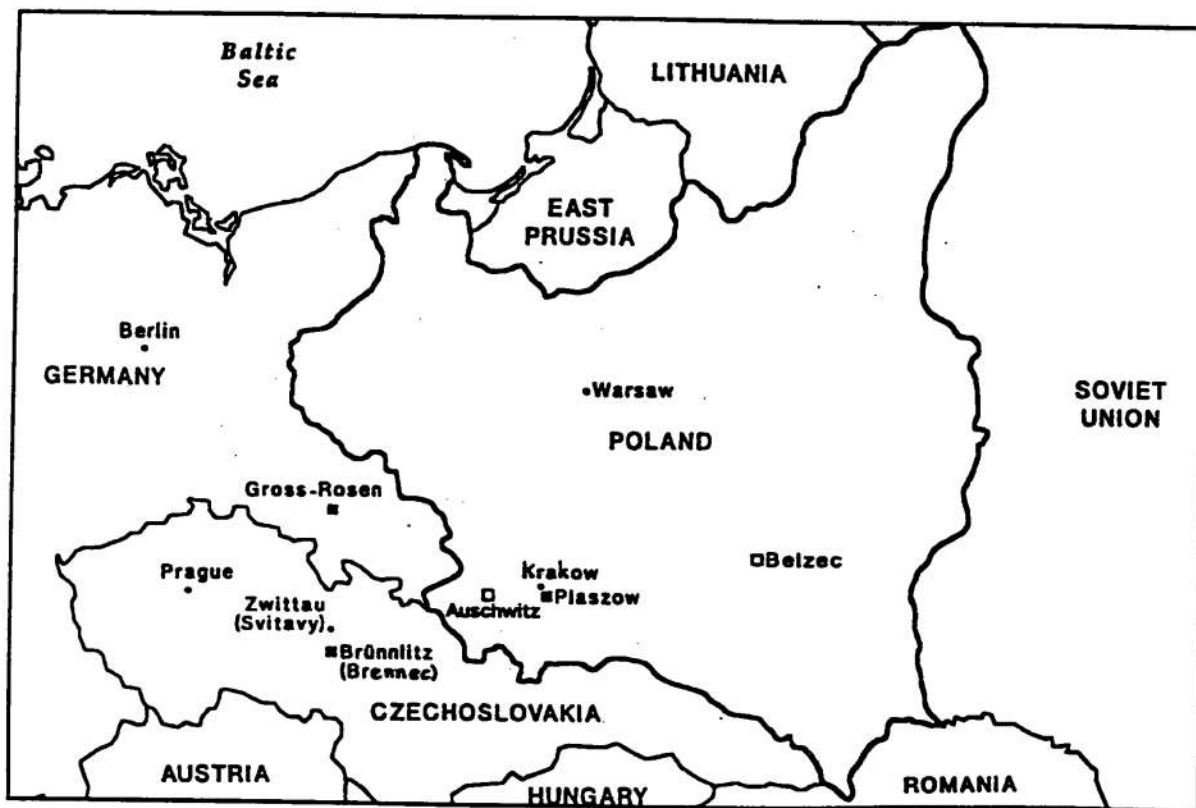 Baltic
Sea
LITHUANIA
EAST
PRUSSIA
Berlin
GERMANY
Warsaw
POLAND
SOVIET
UNION
Gross-Rosen
Belzec
Prague
Krakow
Plaszow
Auschwitz
Zwittau
(Svitavy)
Brünnlitz
(Bremnec)
CZECHOSLOVAKIA
AUSTRIA
HUNGARY
ROMANIA